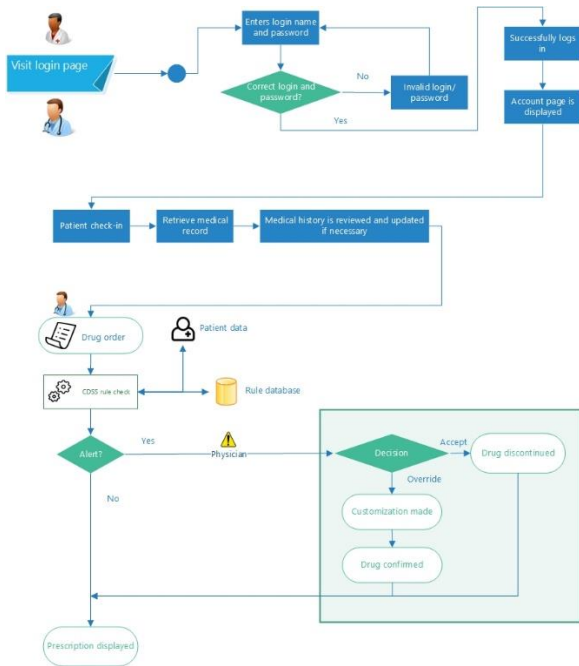 Visit login page
Enters login name
and password
Correct login and
password?
No
Invalid login/
password
Yes
Successfully logs
in
Account page is
displayed
Patient check-in
Retrieve medical
record
Medical history is reviewed and updated
if necessary
Drug order
Patient data
CDSS rule check
Rule database
Alert?
Yes
Physician
Decision
Accept
Drug discontinued
Override
Customization made
Drug confirmed
No
Prescription displayed